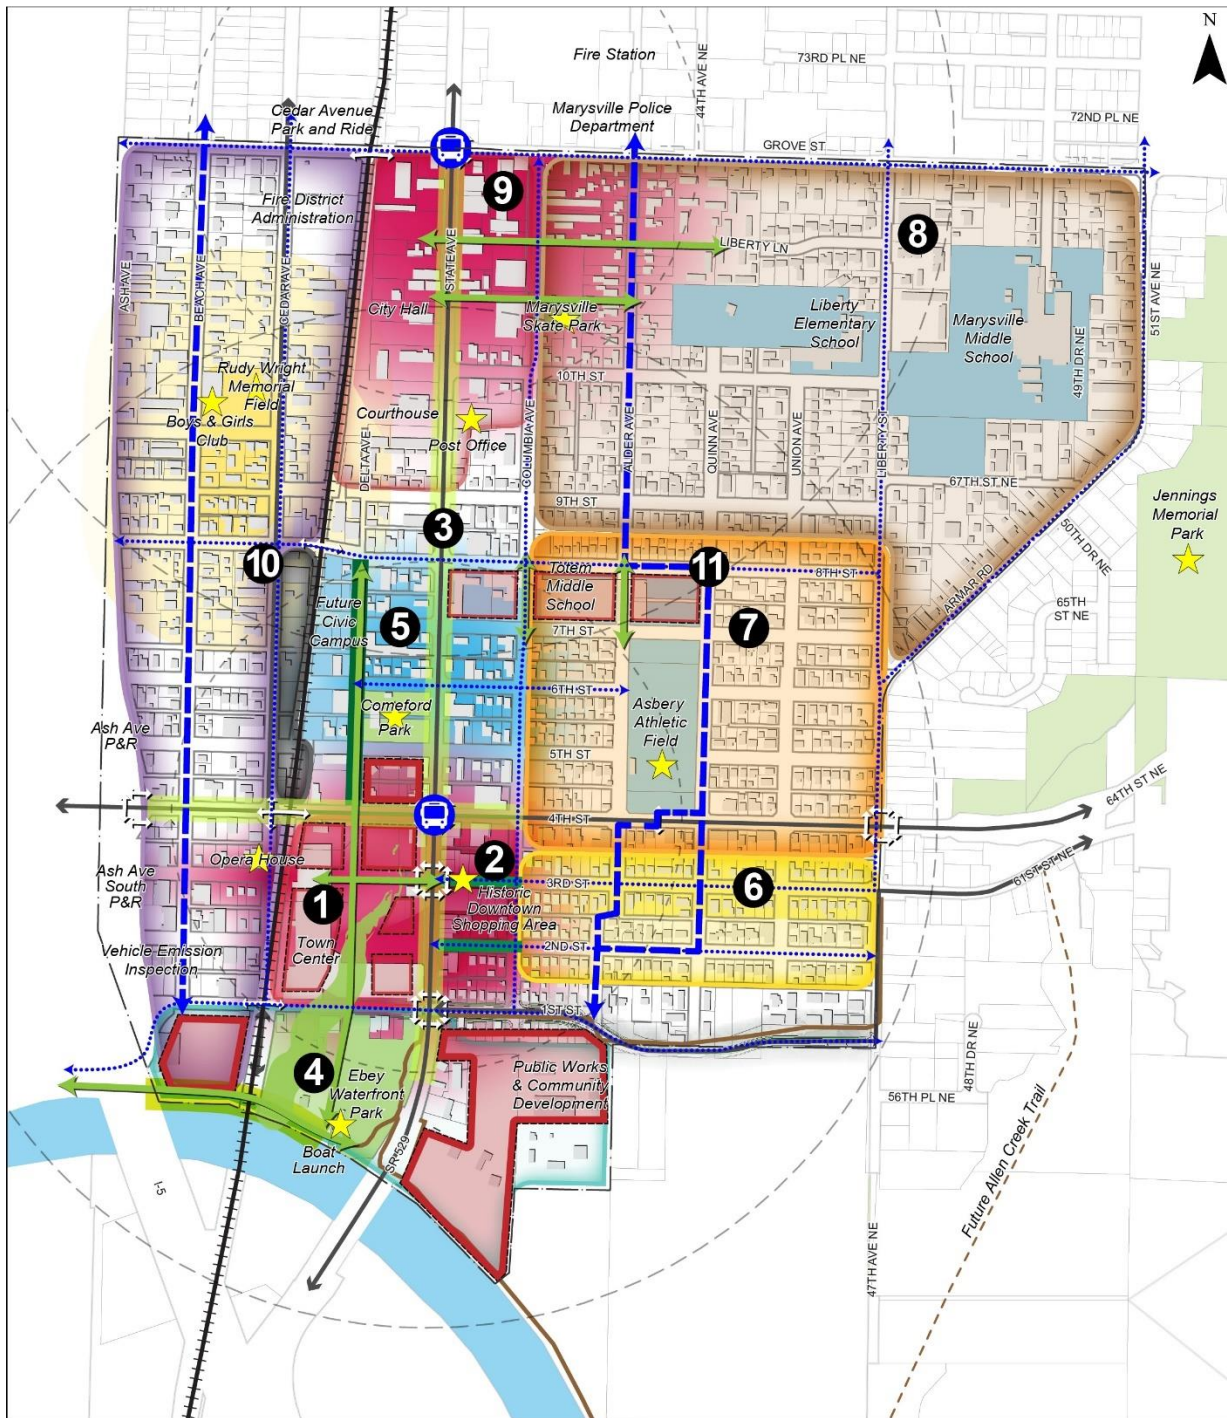 N
Fire Station
44TH AVE NE
73RD PL NE
72ND PL NE
Cedar Avenue
Park and Ride
Marysville Police
Department
GROVE ST
9
Fire District
Administration
8
ASH AVE
BEACH AVE
CEDAR AVE
STATE AVE
LIBERTY LN
51ST AVE NE
City Hall
Marysville
Skate Park
Liberty
Elementary
School
Marysville
Middle
School
49TH DR NE
Rudy Wright
Memorial
Field
10TH ST
Boys & Girls
Club
Courthouse
Post Office
DELTA AVE
COLUMBIA AVE
ALDER AVE
QUINN AVE
UNION AVE
LIBERTY ST
67TH ST NE
9TH ST
Jennings
Memorial
Park
3
50TH DR NE
10
11
Totem
Middle
School
8TH ST
ARMAR RD
Future
Civic
Campus
5
7TH ST
7
65TH
ST NE
6TH ST
Comeford
Park
Asbery
Athletic
Field
Ash Ave
P&R
5TH ST
64TH ST NE
4TH ST
Opera House
2
61ST ST NE
Ash Ave
South
P&R
3RD ST
6
1
Historic
Downtown
Shopping Area
Town
Center
2ND ST
Vehicle Emission
Inspection
1ST ST
4
Ebey
Waterfront
Park
Public Works
& Community
Development
48TH DR NE
56TH PL NE
Boat
Launch
SR 529
I-5
47TH AVE NE
Future Allen Creek Trail